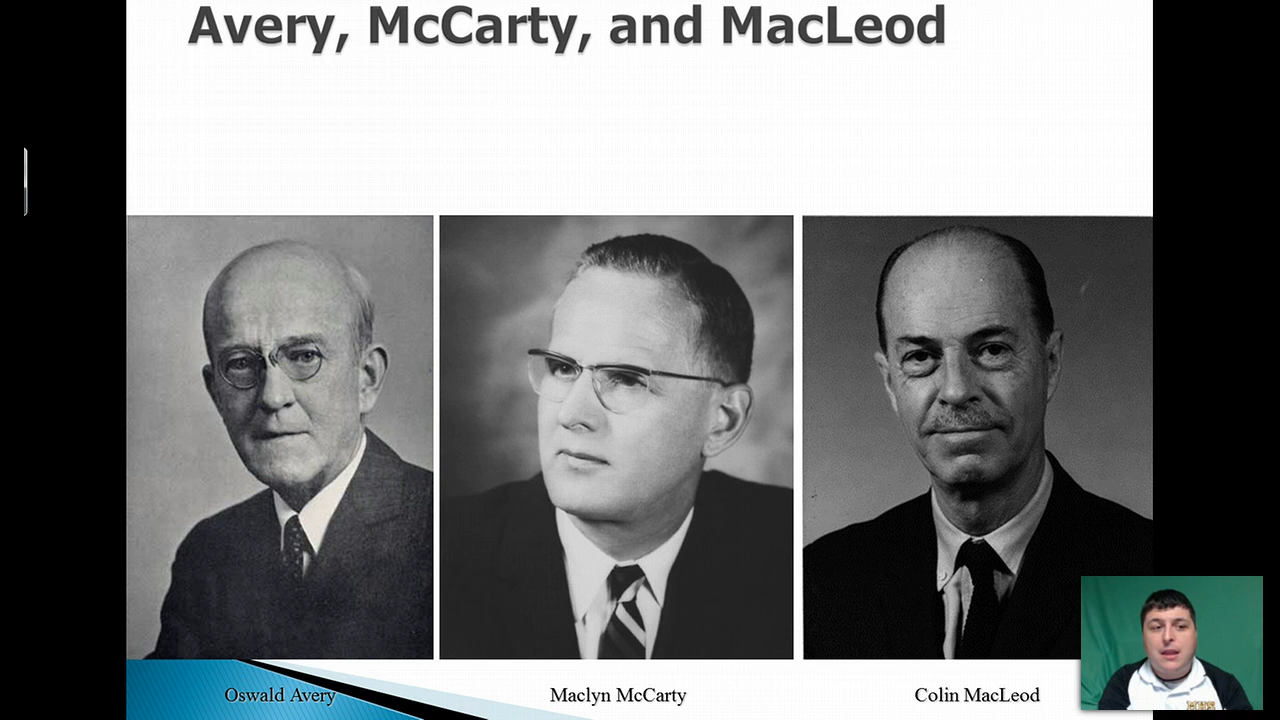 Avery, McCarty, and MacLeod
Oswald Avery
Maclyn McCarty
Colin MacLeod